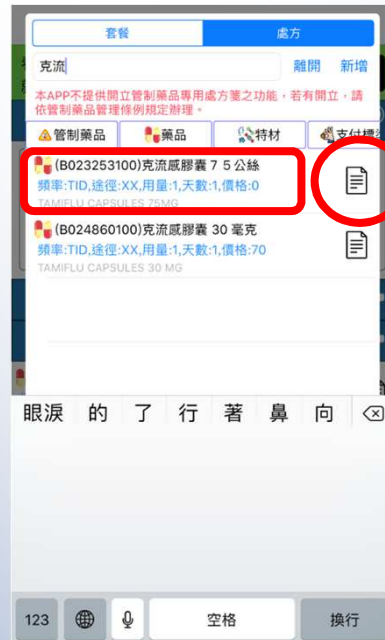 套餐 處方
克流 離開 新增
本APP不提供開立管制藥品專用處方箋之功能，若有開立，請
依管制藥品管理條例規定辦理。
管制藥品 藥品 特材 支付標
(B023253100)克流感膠囊 7 5 公絲
頻率:TID,途徑:XX,用量:1,天數:1,價格:0
TAMIFLU CAPSULES 75MG
(B024860100)克流感膠囊 30 毫克
頻率:TID,途徑:XX,用量:1,天數:1,價格:70
TAMIFLU CAPSULES 30 MG
眼淚 的 了 行 著 鼻 向
123 空格 換行